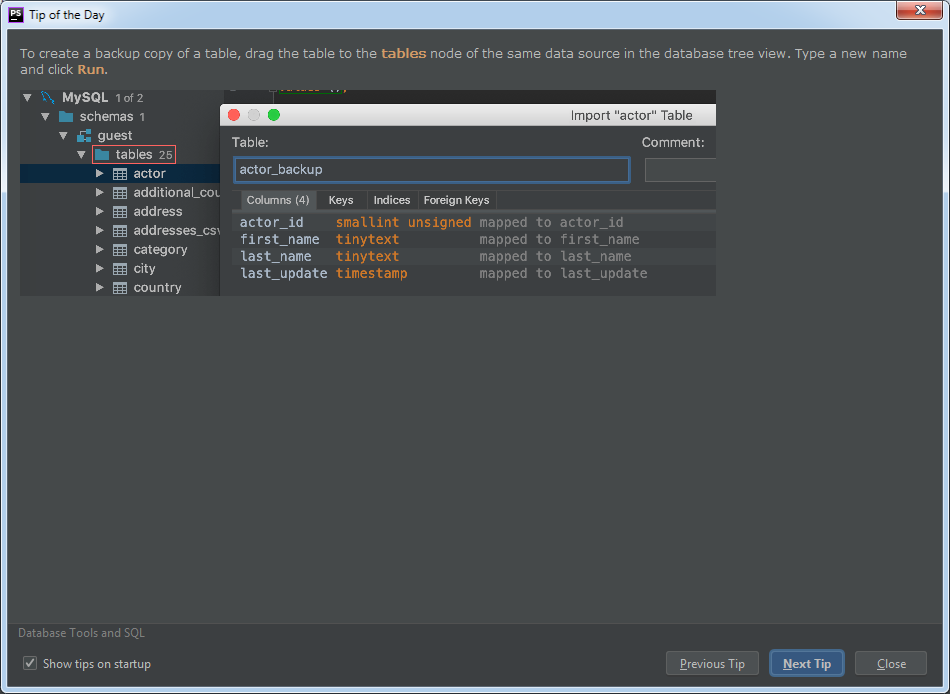 PS Tip of the Day
To create a backup copy of a table, drag the table to the tables node of the same data source in the database tree view. Type a new name
and click Run.
MySQL 1 of 2
schemas 1
guest
tables 25
actor
additional_cou
address
addresses_csv
category
city
country
Import "actor" Table
Table:
Comment:
actor_backup
Columns (4) Keys Indices Foreign Keys
actor_id smallint unsigned mapped to actor_id
first_name tinytext mapped to first_name
last_name tinytext mapped to last_name
last_update timestamp mapped to last_update
Database Tools and SQL
Show tips on startup
Previous Tip Next Tip Close